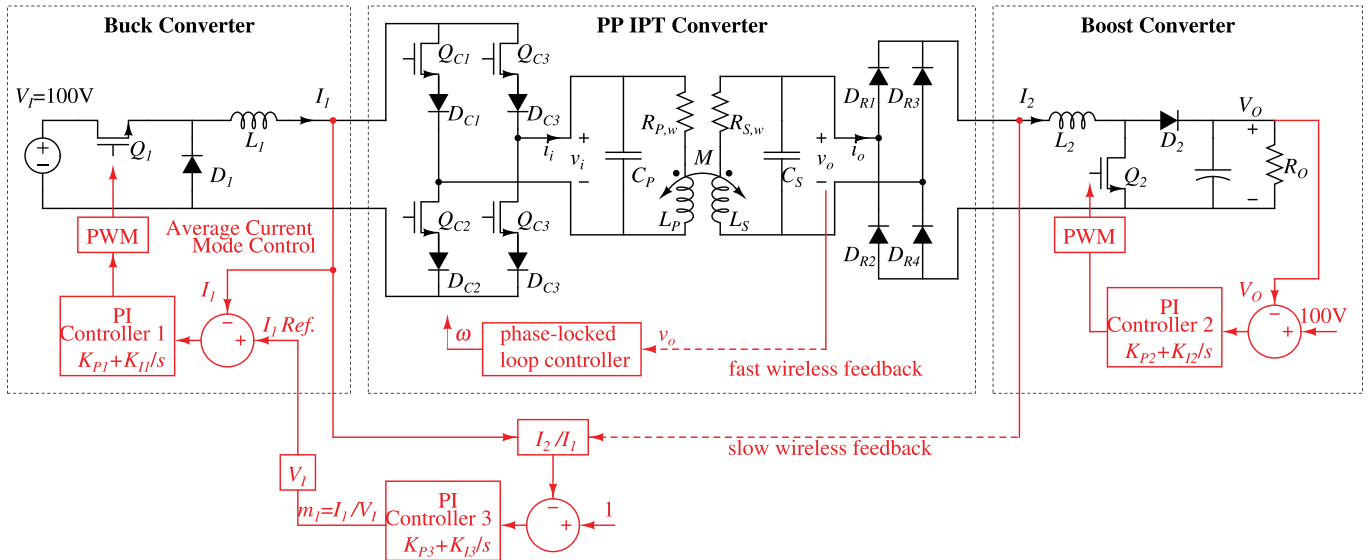 Buck Converter
PP IPT Converter
Boost Converter
V_I=100V
Q_1
D_1
L_1
I_1
Q_C1
Q_C3
D_C1
D_C3
Q_C2
Q_C3
D_C2
D_C3
i_i
+
v_i
−
C_P
R_P,w
L_P
M
R_S,w
L_S
C_S
+
v_o
−
i_o
D_R1
D_R3
D_R2
D_R4
I_2
L_2
D_2
Q_2
V_O
+
−
R_O
PWM
Average Current
Mode Control
I_1
PI
Controller 1
K_P1+K_I1/s
−
+
I_1 Ref.
ω
phase-locked
loop controller
v_o
fast wireless feedback
PWM
PI
Controller 2
K_P2+K_I2/s
V_O
−
+
100V
I_2/I_1
slow wireless feedback
V_I
m_1=I_1/V_I
PI
Controller 3
K_P3+K_I3/s
−
+
1